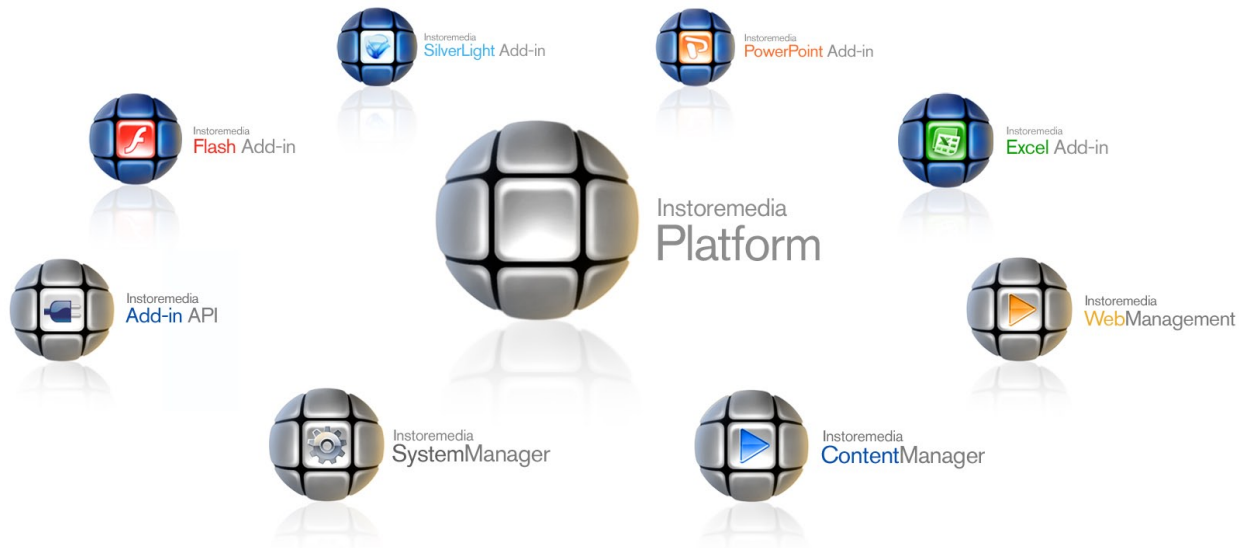 Instoremedia
SilverLight Add-in
Instoremedia
PowerPoint Add-in
Instoremedia
Flash Add-in
Instoremedia
Excel Add-in
Instoremedia
Platform
Instoremedia
Add-in API
Instoremedia
WebManagement
Instoremedia
SystemManager
Instoremedia
ContentManager